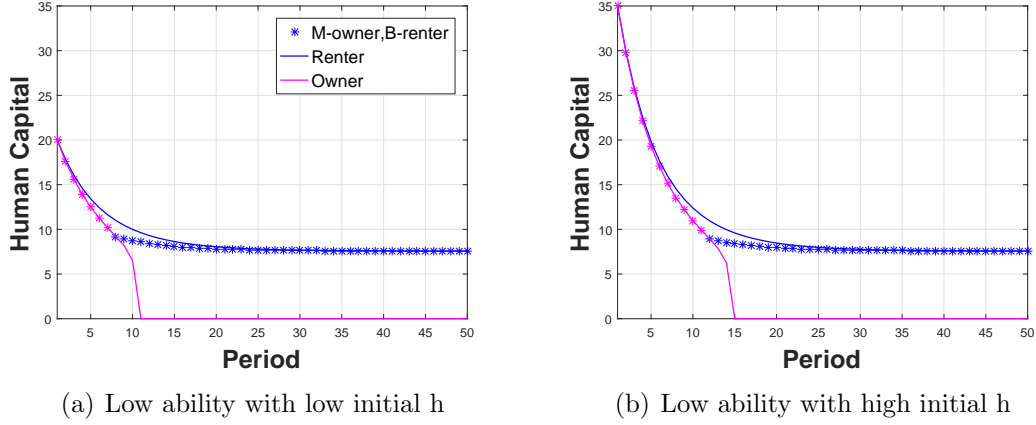 Human Capital
35
30
25
20
15
10
5
0
M-owner,B-renter
Renter
Owner
5 10 15 20 25 30 35 40 45 50
Period
(a) Low ability with low initial h
Human Capital
35
30
25
20
15
10
5
0
5 10 15 20 25 30 35 40 45 50
Period
(b) Low ability with high initial h